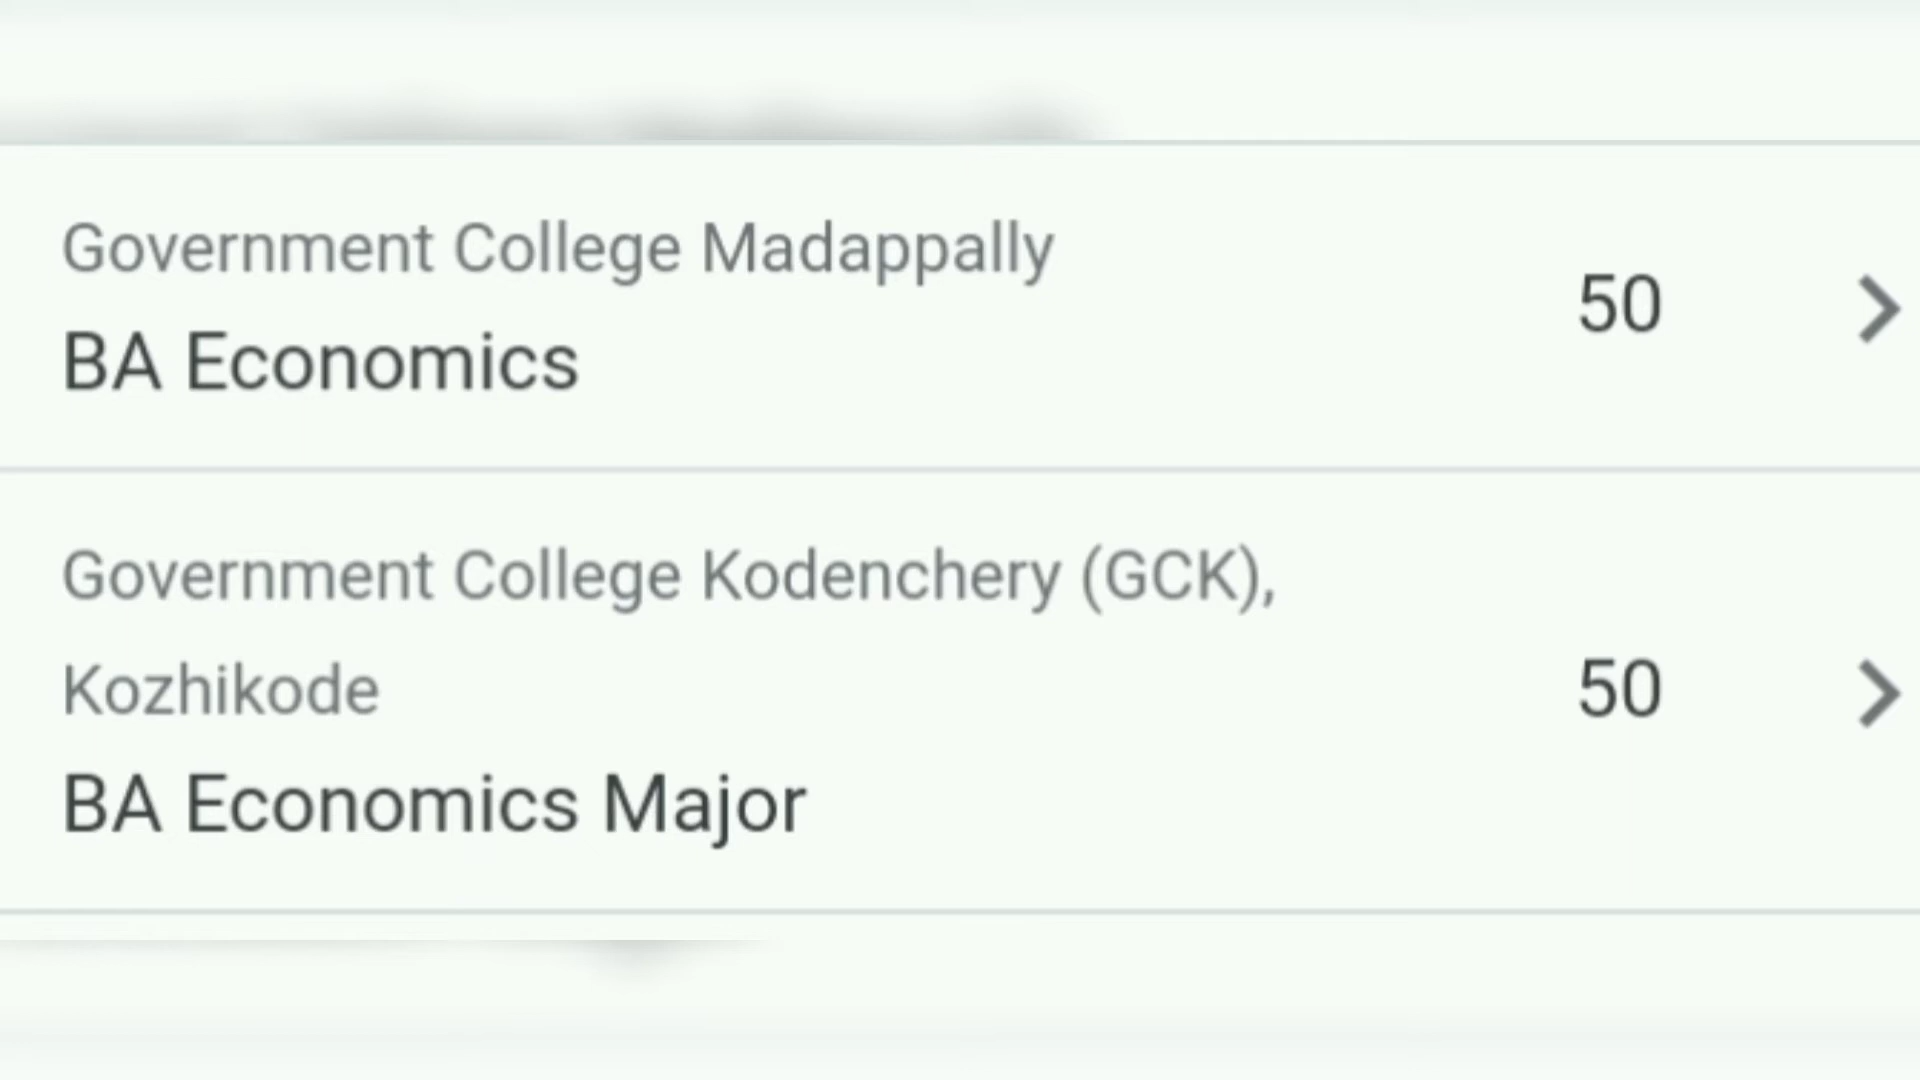 Government College Madappally
BA Economics
50
Government College Kodenchery (GCK),
Kozhikode
BA Economics Major
50